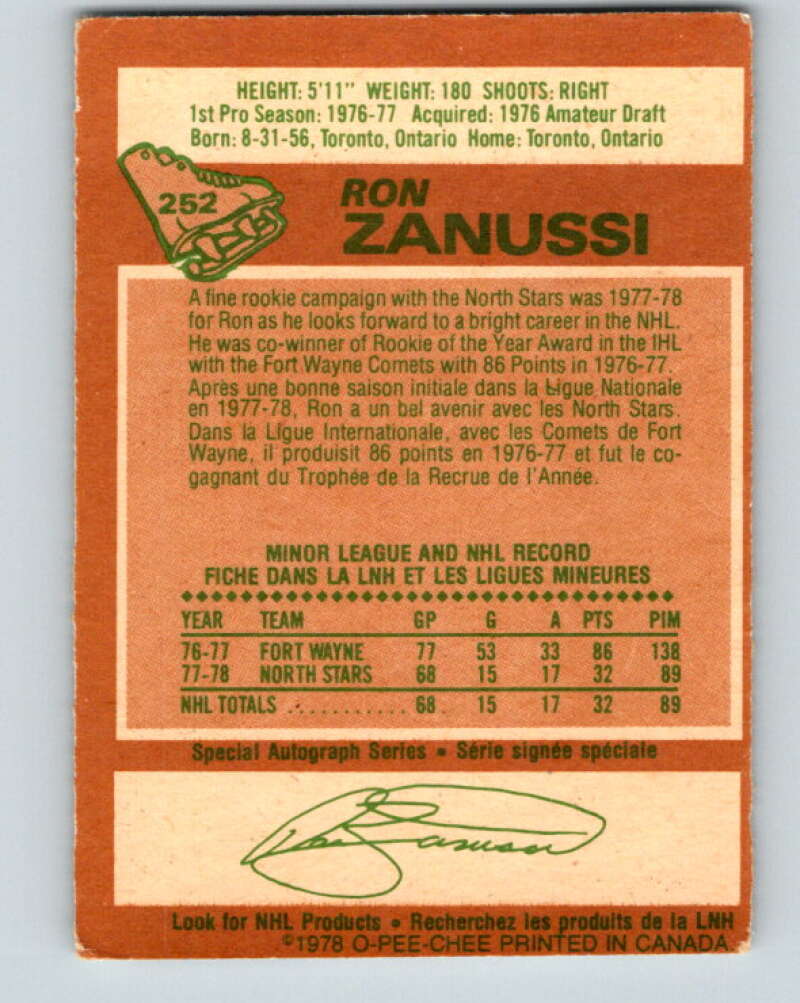 HEIGHT: 5'11" WEIGHT: 180 SHOOTS: RIGHT
1st Pro Season: 1976-77 Acquired: 1976 Amateur Draft
Born: 8-31-56, Toronto, Ontario Home: Toronto, Ontario
252
RON
ZANUSSI
A fine rookie campaign with the North Stars was 1977-78
for Ron as he looks forward to a bright career in the NHL.
He was co-winner of Rookie of the Year Award in the IHL
with the Fort Wayne Comets with 86 Points in 1976-77.
Après une bonne saison initiale dans la Ligue Nationale
en 1977-78, Ron a un bel avenir avec les North Stars.
Dans la Ligue Internationale, avec les Comets de Fort
Wayne, il produisit 86 points en 1976-77 et fut le co-
gagnant du Trophée de la Recrue de l'Année.
MINOR LEAGUE AND NHL RECORD
FICHE DANS LA LNH ET LES LIGUES MINEURES
YEAR TEAM GP G A PTS PIM
76-77 FORT WAYNE 77 53 33 86 138
77-78 NORTH STARS 68 15 17 32 89
NHL TOTALS ........... 68 15 17 32 89
Special Autograph Series • Série signée spéciale
Ron Zanussi
Look for NHL Products • Recherchez les produits de la LNH
©1978 O-PEE-CHEE PRINTED IN CANADA